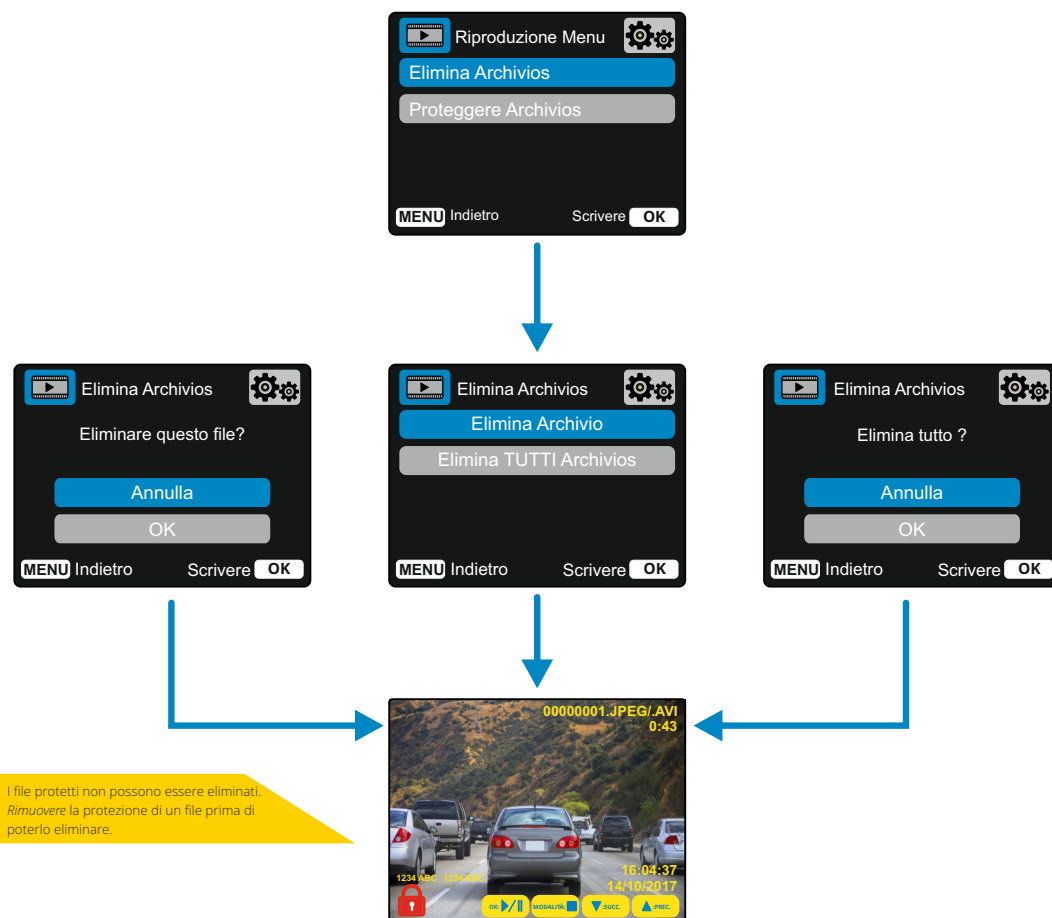 Riproduzione Menu
Elimina Archivios
Proteggere Archivios
MENU Indietro Scrivere OK
Elimina Archivios
Eliminare questo file?
Annulla
OK
MENU Indietro Scrivere OK
Elimina Archivios
Elimina Archivio
Elimina TUTTI Archivios
MENU Indietro Scrivere OK
Elimina Archivios
Elimina tutto ?
Annulla
OK
MENU Indietro Scrivere OK
00000001.JPEG/.AVI
0:43
I file protetti non possono essere eliminati.
Rimuovere la protezione di un file prima di
poterlo eliminare.
16:04:37
1234 ABC 1234 ABC
14/10/2017
OK: MODALITÀ: :SUCC. :PREC.